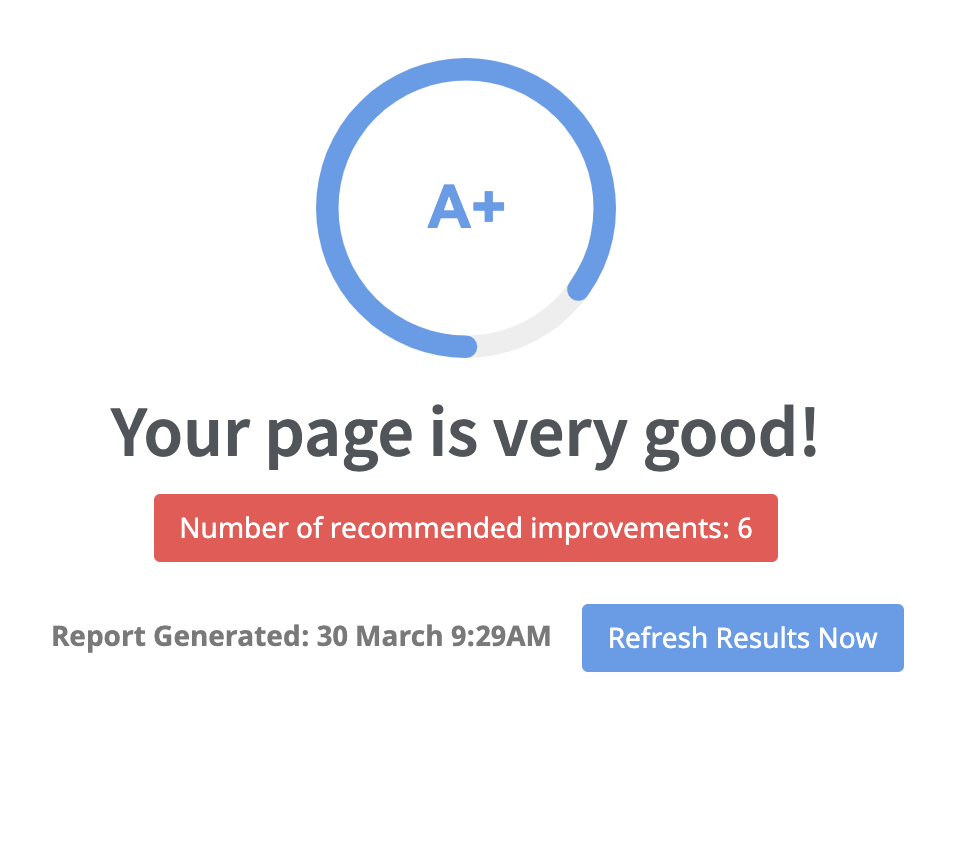 A+
Your page is very good!
Number of recommended improvements: 6
Report Generated: 30 March 9:29AM
Refresh Results Now